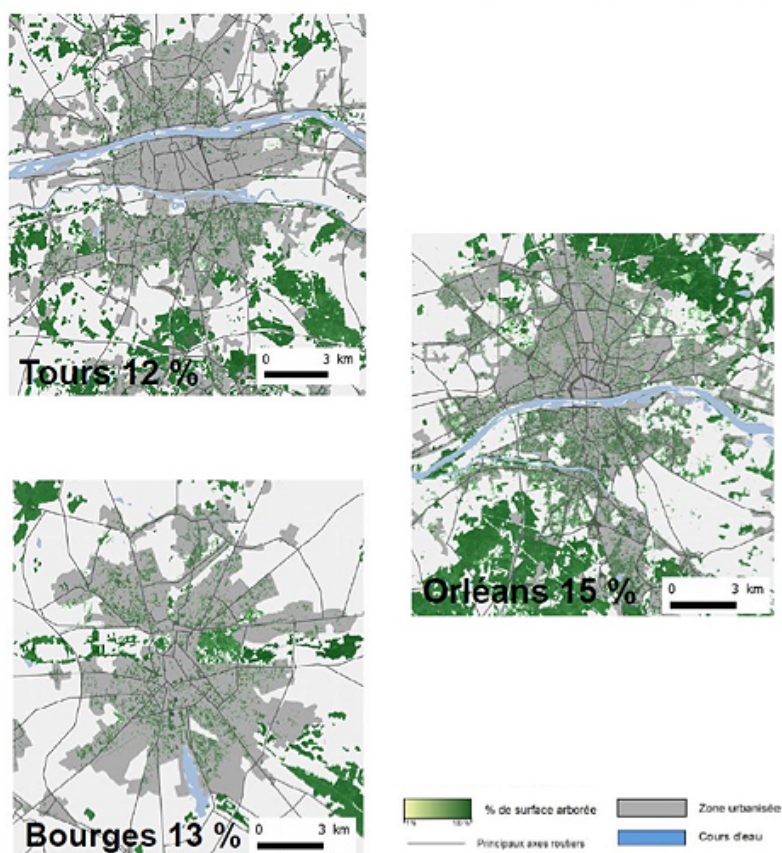 Tours 12 %
0 3 km
Orléans 15 %
0 3 km
Bourges 13 %
0 3 km
% de surface arborée
Zone urbanisée
Principaux axes routiers
Cours d'eau